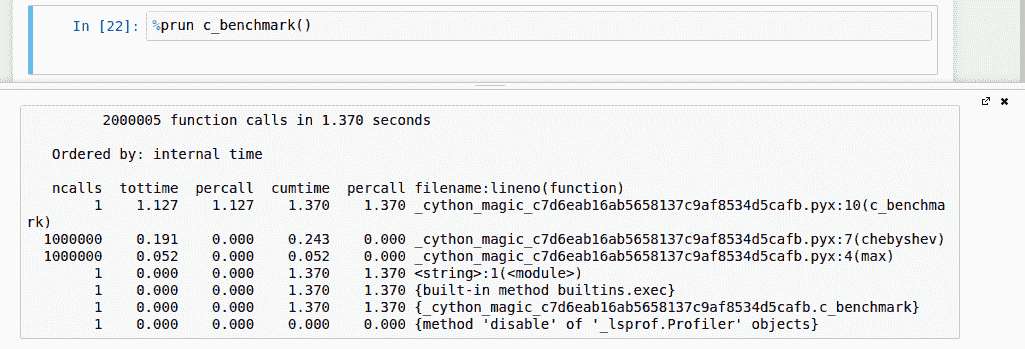 In [22]: %prun c_benchmark()
2000005 function calls in 1.370 seconds
Ordered by: internal time
ncalls  tottime  percall  cumtime  percall filename:lineno(function)
1    1.127    1.127    1.370    1.370 _cython_magic_c7d6eab16ab5658137c9af8534d5cafb.pyx:10(c_benchma
rk)
1000000    0.191    0.000    0.243    0.000 _cython_magic_c7d6eab16ab5658137c9af8534d5cafb.pyx:7(chebyshev)
1000000    0.052    0.000    0.052    0.000 _cython_magic_c7d6eab16ab5658137c9af8534d5cafb.pyx:4(max)
1    0.000    0.000    1.370    1.370 <string>:1(<module>)
1    0.000    0.000    1.370    1.370 {built-in method builtins.exec}
1    0.000    0.000    1.370    1.370 {_cython_magic_c7d6eab16ab5658137c9af8534d5cafb.c_benchmark}
1    0.000    0.000    0.000    0.000 {method 'disable' of '_lsprof.Profiler' objects}